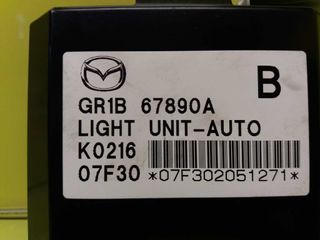 B
GR1B 67890A
LIGHT UNIT-AUTO
K0216
07F30 *07F302051271*